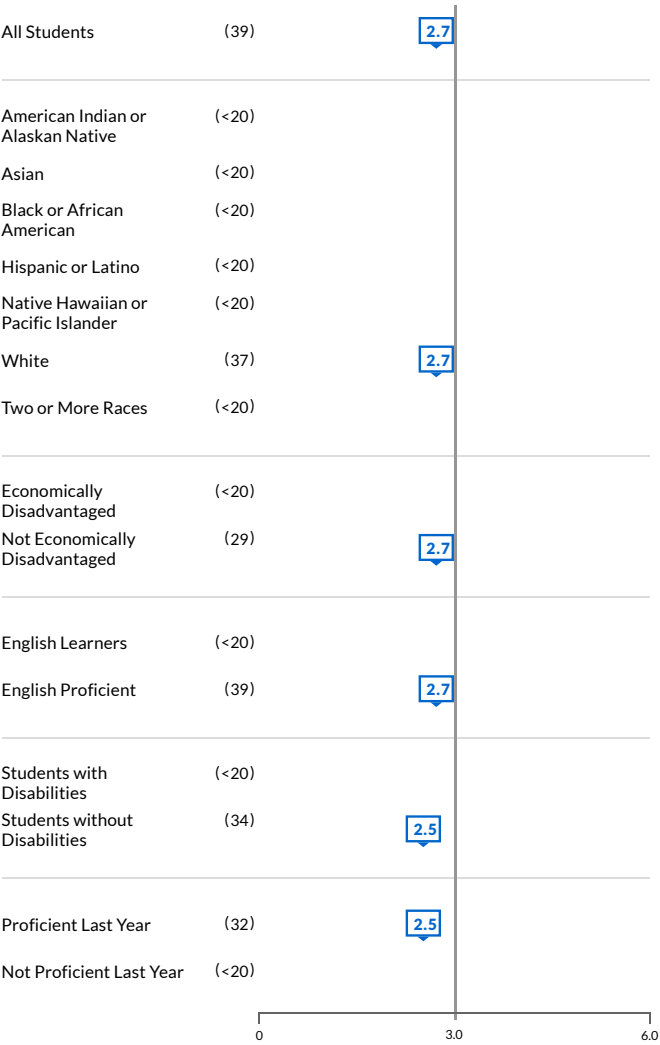 All Students (39) 2.7
American Indian or
Alaskan Native (<20)
Asian (<20)
Black or African
American (<20)
Hispanic or Latino (<20)
Native Hawaiian or
Pacific Islander (<20)
White (37) 2.7
Two or More Races (<20)
Economically
Disadvantaged (<20)
Not Economically
Disadvantaged (29) 2.7
English Learners (<20)
English Proficient (39) 2.7
Students with
Disabilities (<20)
Students without
Disabilities (34) 2.5
Proficient Last Year (32) 2.5
Not Proficient Last Year (<20)
0 3.0 6.0